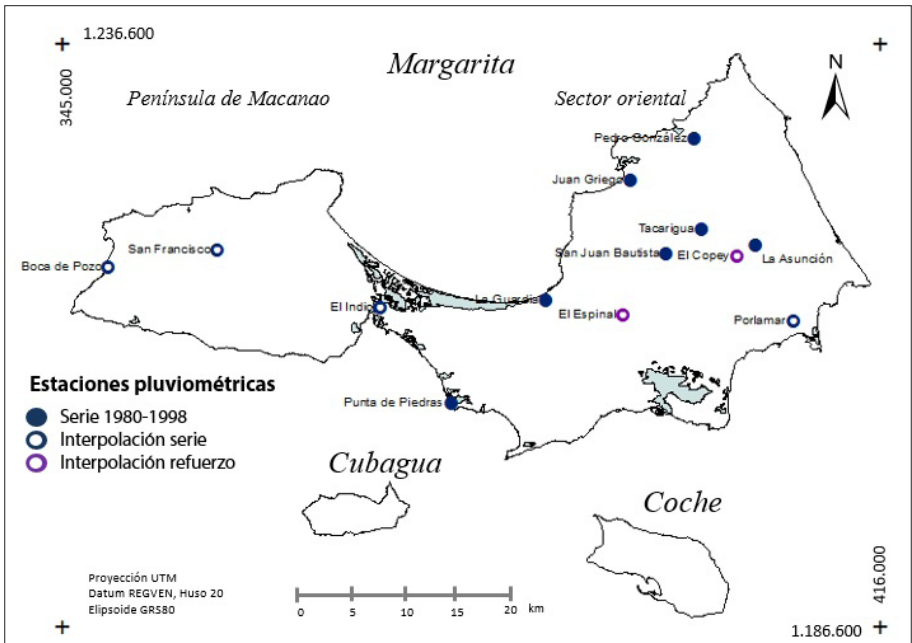 1.236.600
345.000
Margarita
N
Península de Macanao
Sector oriental
Pedro González
Juan Griego
Tacarigua
San Francisco
San Juan Bautista
El Copey
La Asunción
Boca de Pozo
La Guardia
El Indio
El Espinal
Porlamar
Estaciones pluviométricas
Punta de Piedras
Serie 1980-1998
Interpolación serie
Interpolación refuerzo
Cubagua
Coche
Proyección UTM
Datum REGVEN, Huso 20
Elipsoide GRS80
0 5 10 15 20 km
416.000
1.186.600